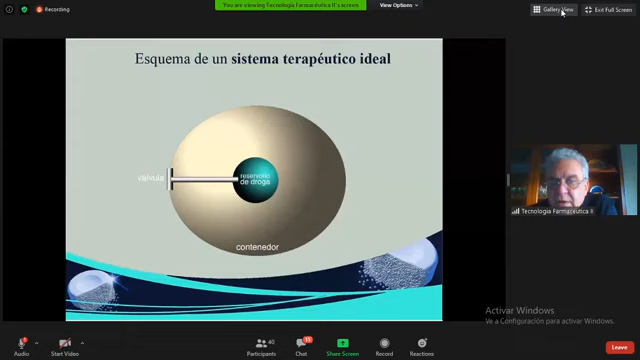 Recording
You are viewing Tecnología Farmacéutica II's screen
View Options
Gallery View
Exit Full Screen
Esquema de un sistema terapéutico ideal
válvula
reservorio
de droga
contenedor
Tecnología Farmacéutica II
Activar Windows
Ve a Configuración para activar Windows.
Audio
Start Video
40
Participants
Chat
Share Screen
Record
Reactions
Leave